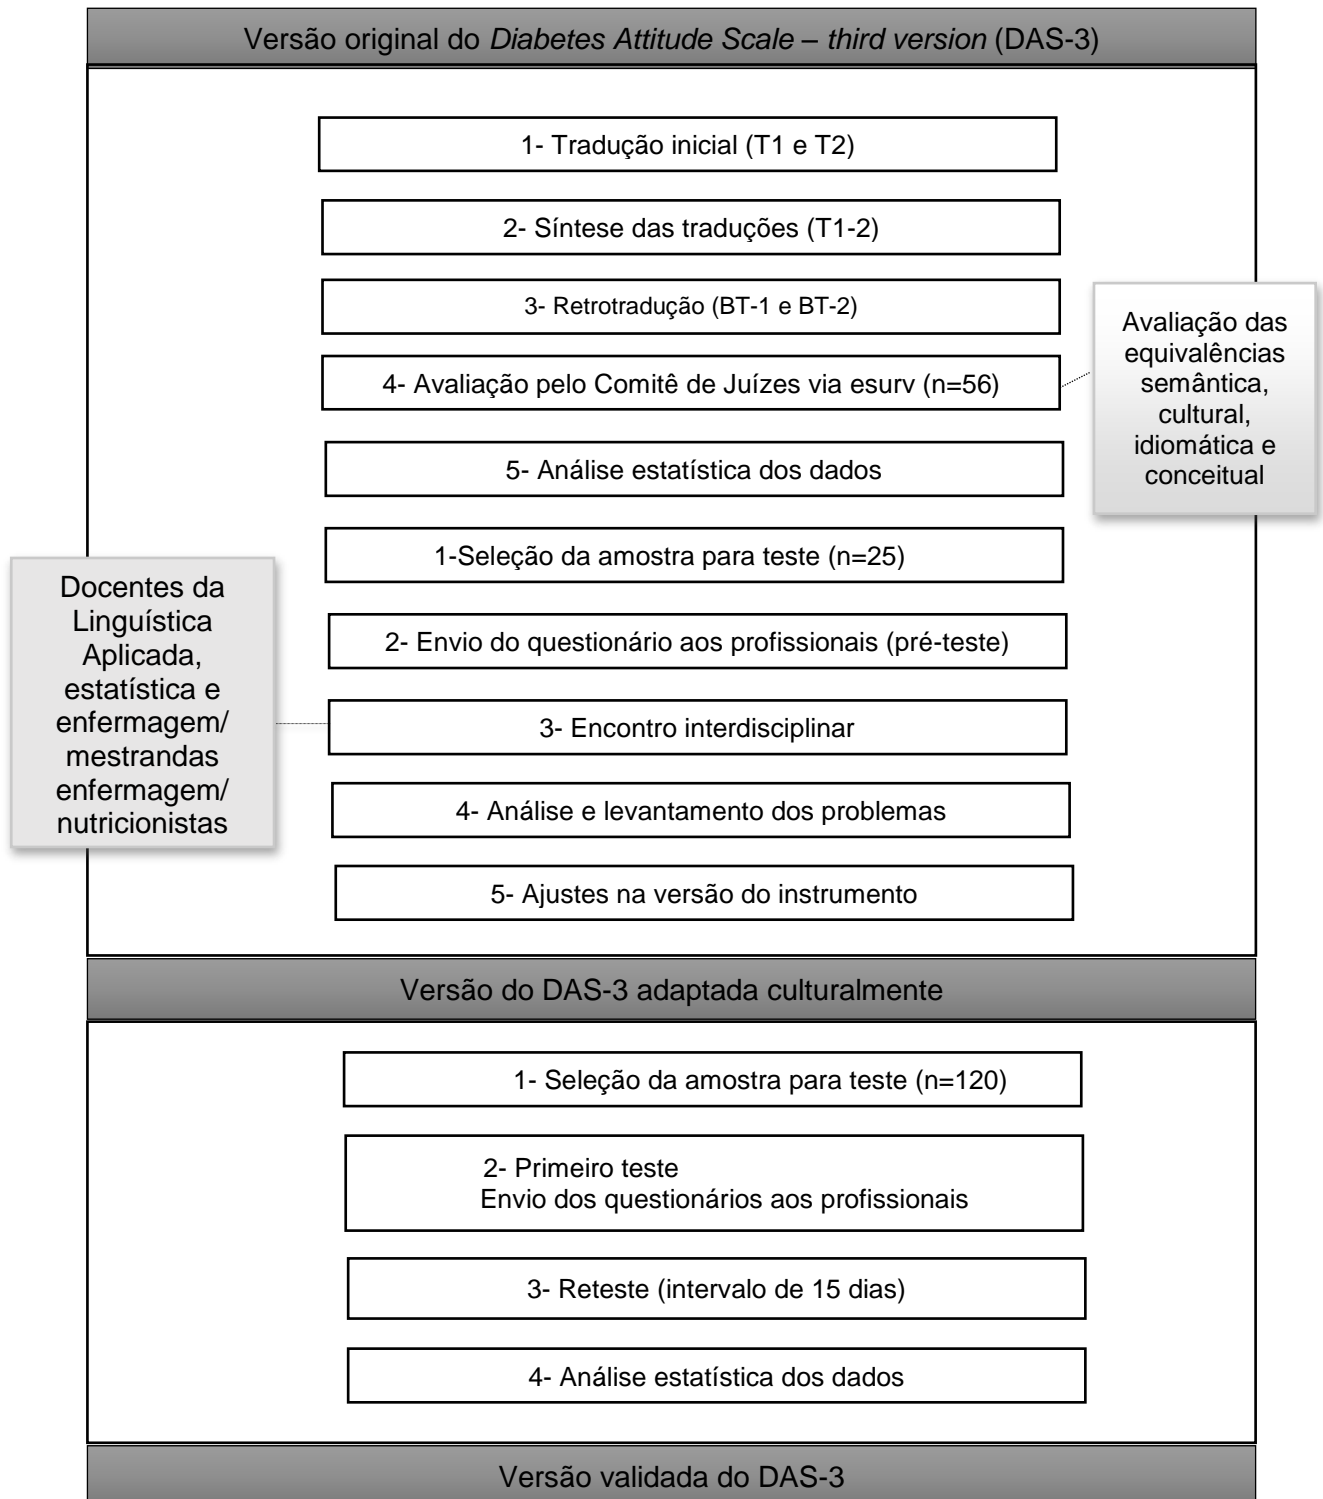 Versão original do Diabetes Attitude Scale – third version (DAS-3)
1- Tradução inicial (T1 e T2)
2- Síntese das traduções (T1-2)
3- Retrotradução (BT-1 e BT-2)
4- Avaliação pelo Comitê de Juízes via esurv (n=56)
Avaliação das
equivalências
semântica,
cultural,
idiomática e
conceitual
5- Análise estatística dos dados
1-Seleção da amostra para teste (n=25)
2- Envio do questionário aos profissionais (pré-teste)
3- Encontro interdisciplinar
Docentes da
Linguística
Aplicada,
estatística e
enfermagem/
mestrandas
enfermagem/
nutricionistas
4- Análise e levantamento dos problemas
5- Ajustes na versão do instrumento
Versão do DAS-3 adaptada culturalmente
1- Seleção da amostra para teste (n=120)
2- Primeiro teste
Envio dos questionários aos profissionais
3- Reteste (intervalo de 15 dias)
4- Análise estatística dos dados
Versão validada do DAS-3